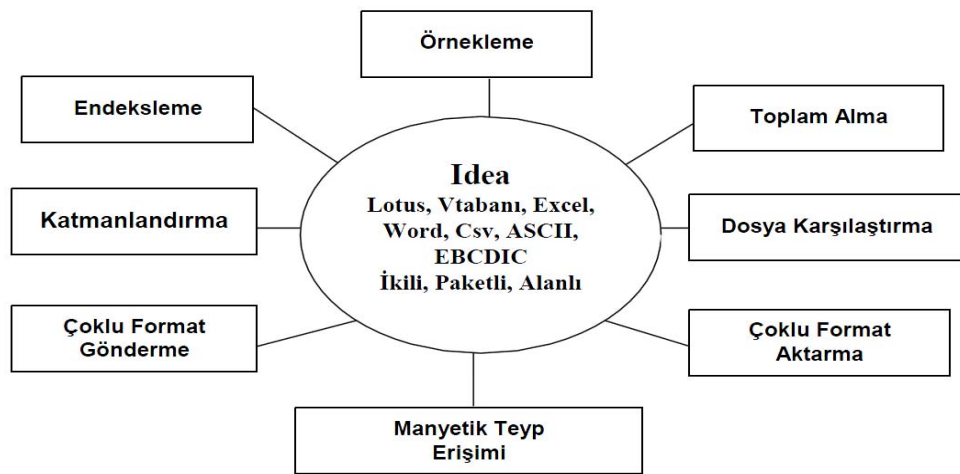 Örnekleme
Endeksleme
Toplam Alma
Idea
Lotus, Vtabanı, Excel,
Word, Csv, ASCII,
EBCDIC
İkili, Paketli, Alanlı
Katmanlandırma
Dosya Karşılaştırma
Çoklu Format
Gönderme
Çoklu Format
Aktarma
Manyetik Teyp
Erişimi